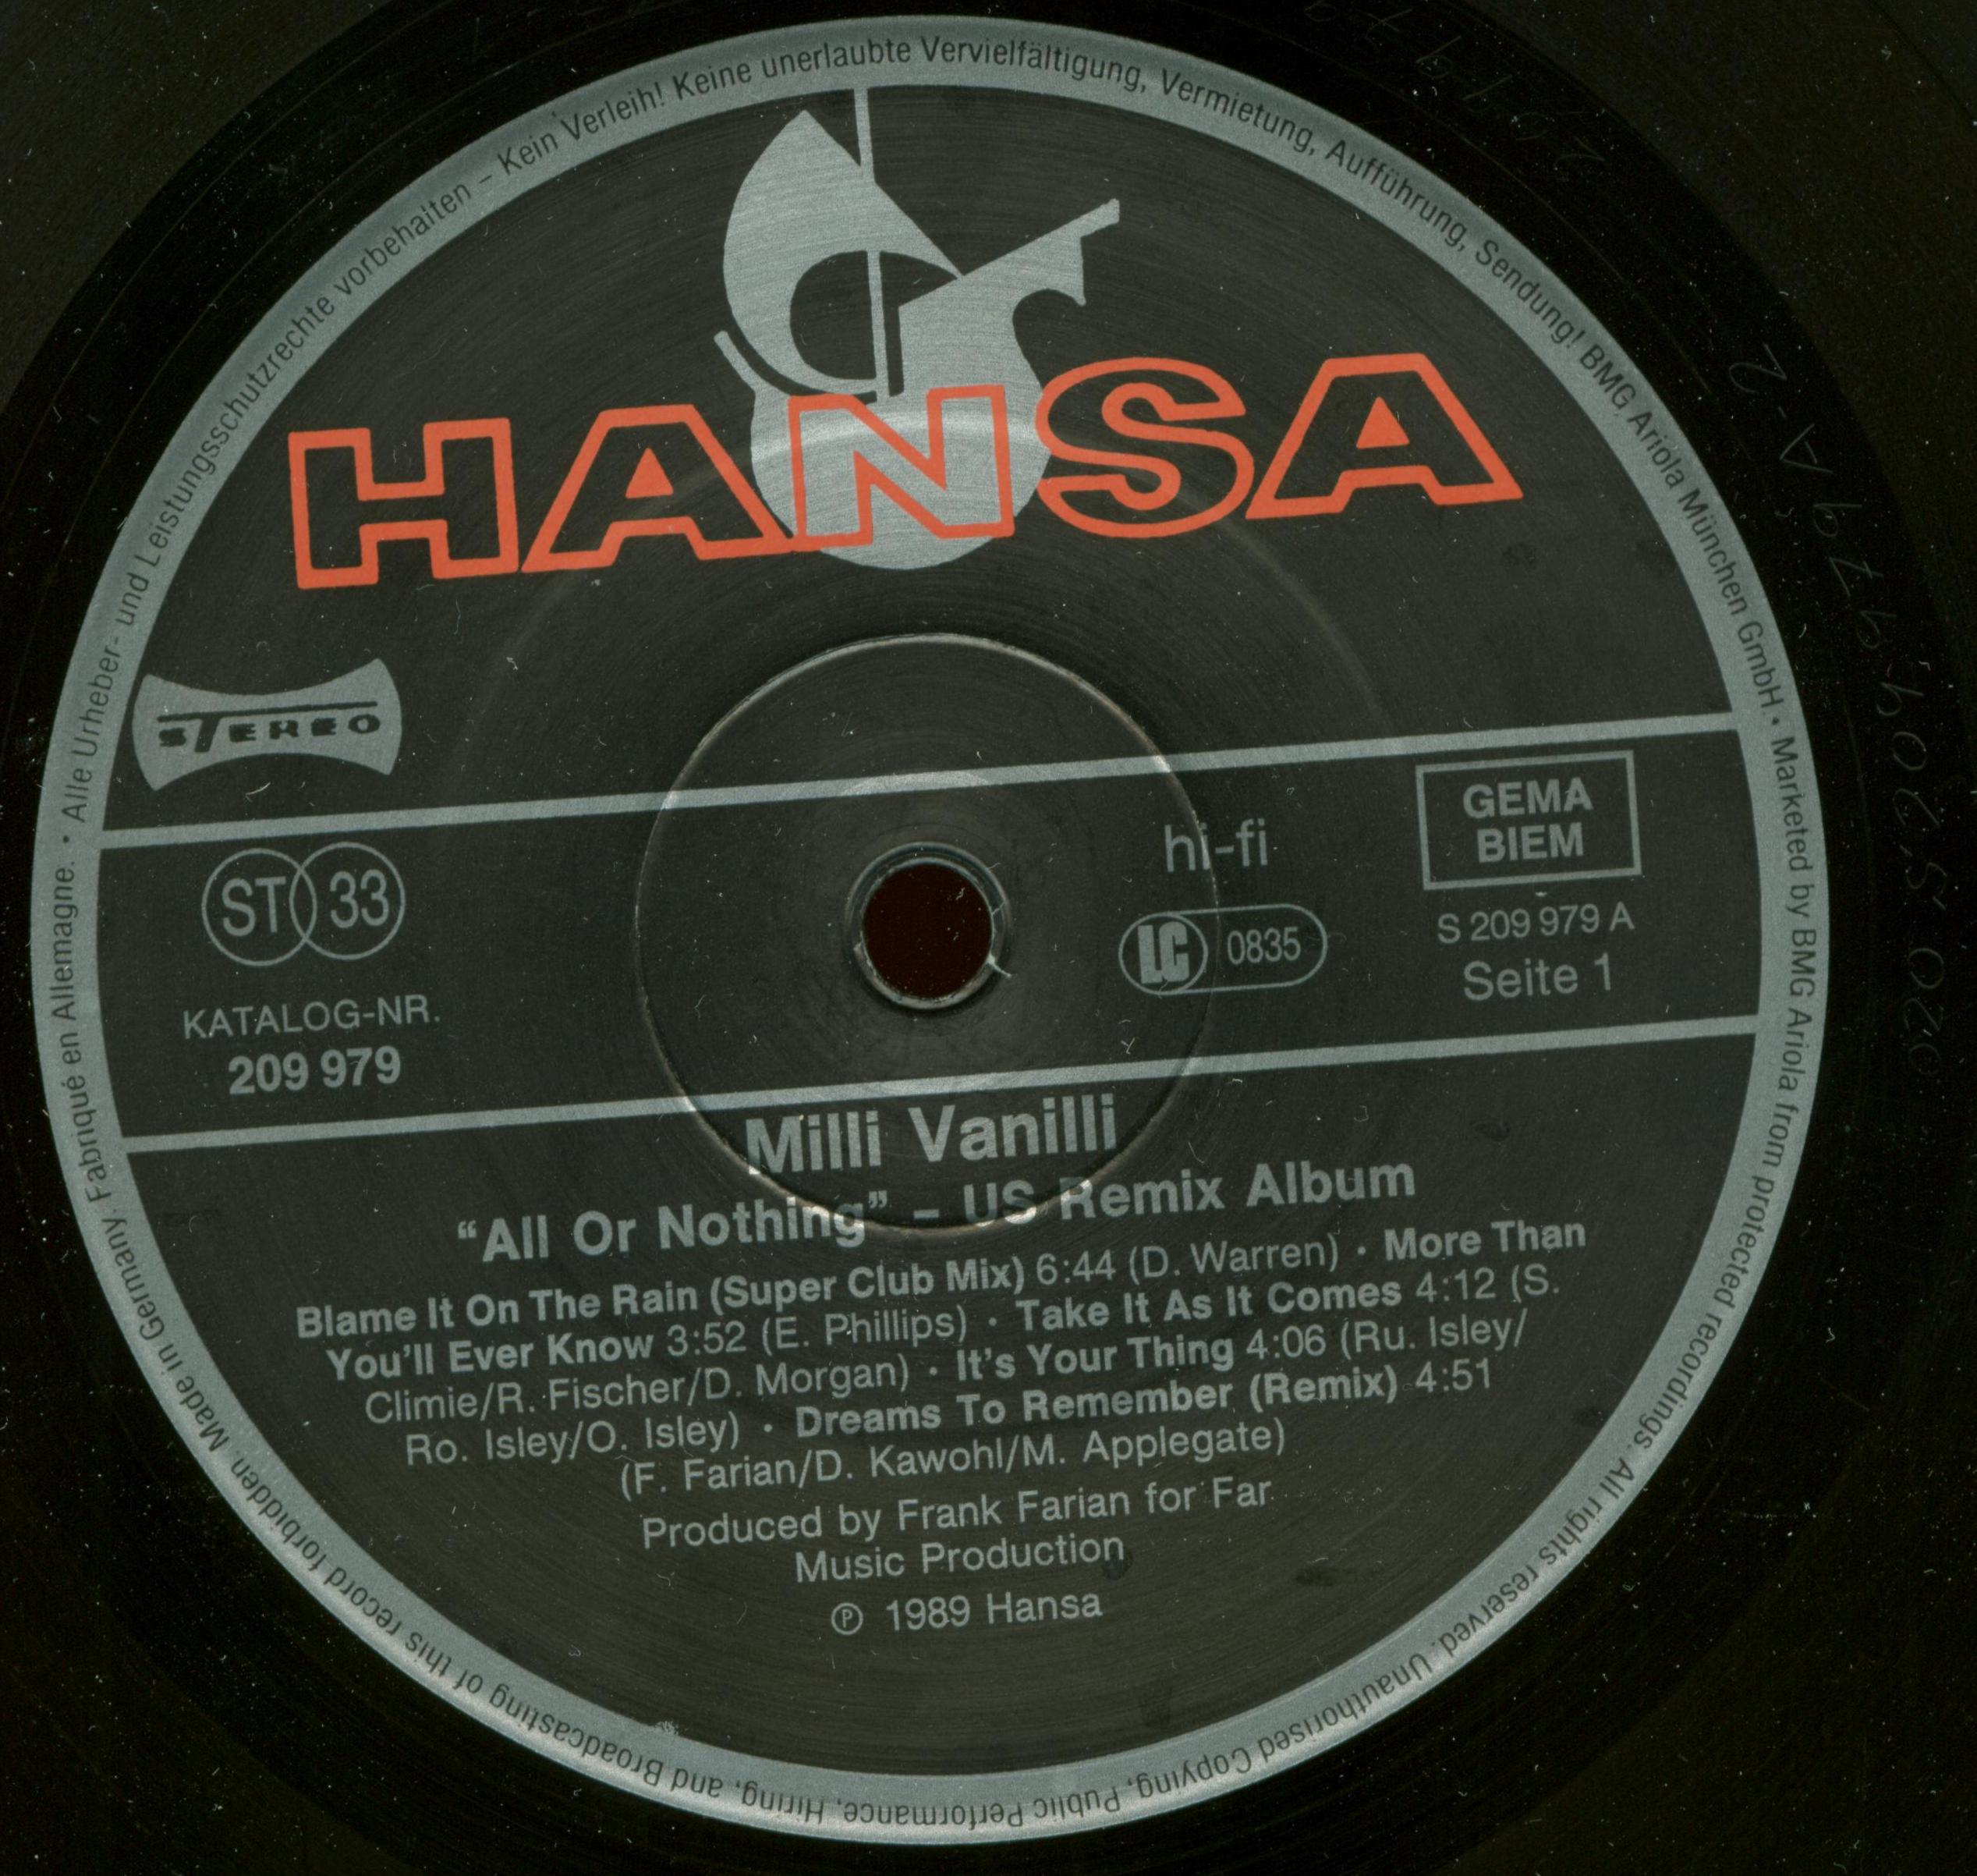 Alle Urheber- und Leistungsschutzrechte vorbehalten – Kein Verleih! Keine unerlaubte Vervielfältigung, Vermietung, Aufführung, Sendung! BMG Ariola München GmbH. • Marketed by BMG Ariola from protected recordings. All rights reserved. Unauthorised Copying, Public Performance, Hiring, and Broadcasting of this record forbidden. Made in Germany. Fabriqué en Allemagne. •
HANSA
STEREO
ST 33
KATALOG-NR.
209 979
hi-fi
LC 0835
GEMA
BIEM
S 209 979 A
Seite 1
Milli Vanilli
“All Or Nothing” – US Remix Album
Blame It On The Rain (Super Club Mix) 6:44 (D. Warren) · More Than
You'll Ever Know 3:52 (E. Phillips) · Take It As It Comes 4:12 (S.
Climie/R. Fischer/D. Morgan) · It's Your Thing 4:06 (Ru. Isley/
Ro. Isley/O. Isley) · Dreams To Remember (Remix) 4:51
(F. Farian/D. Kawohl/M. Applegate)
Produced by Frank Farian for Far
Music Production
℗ 1989 Hansa